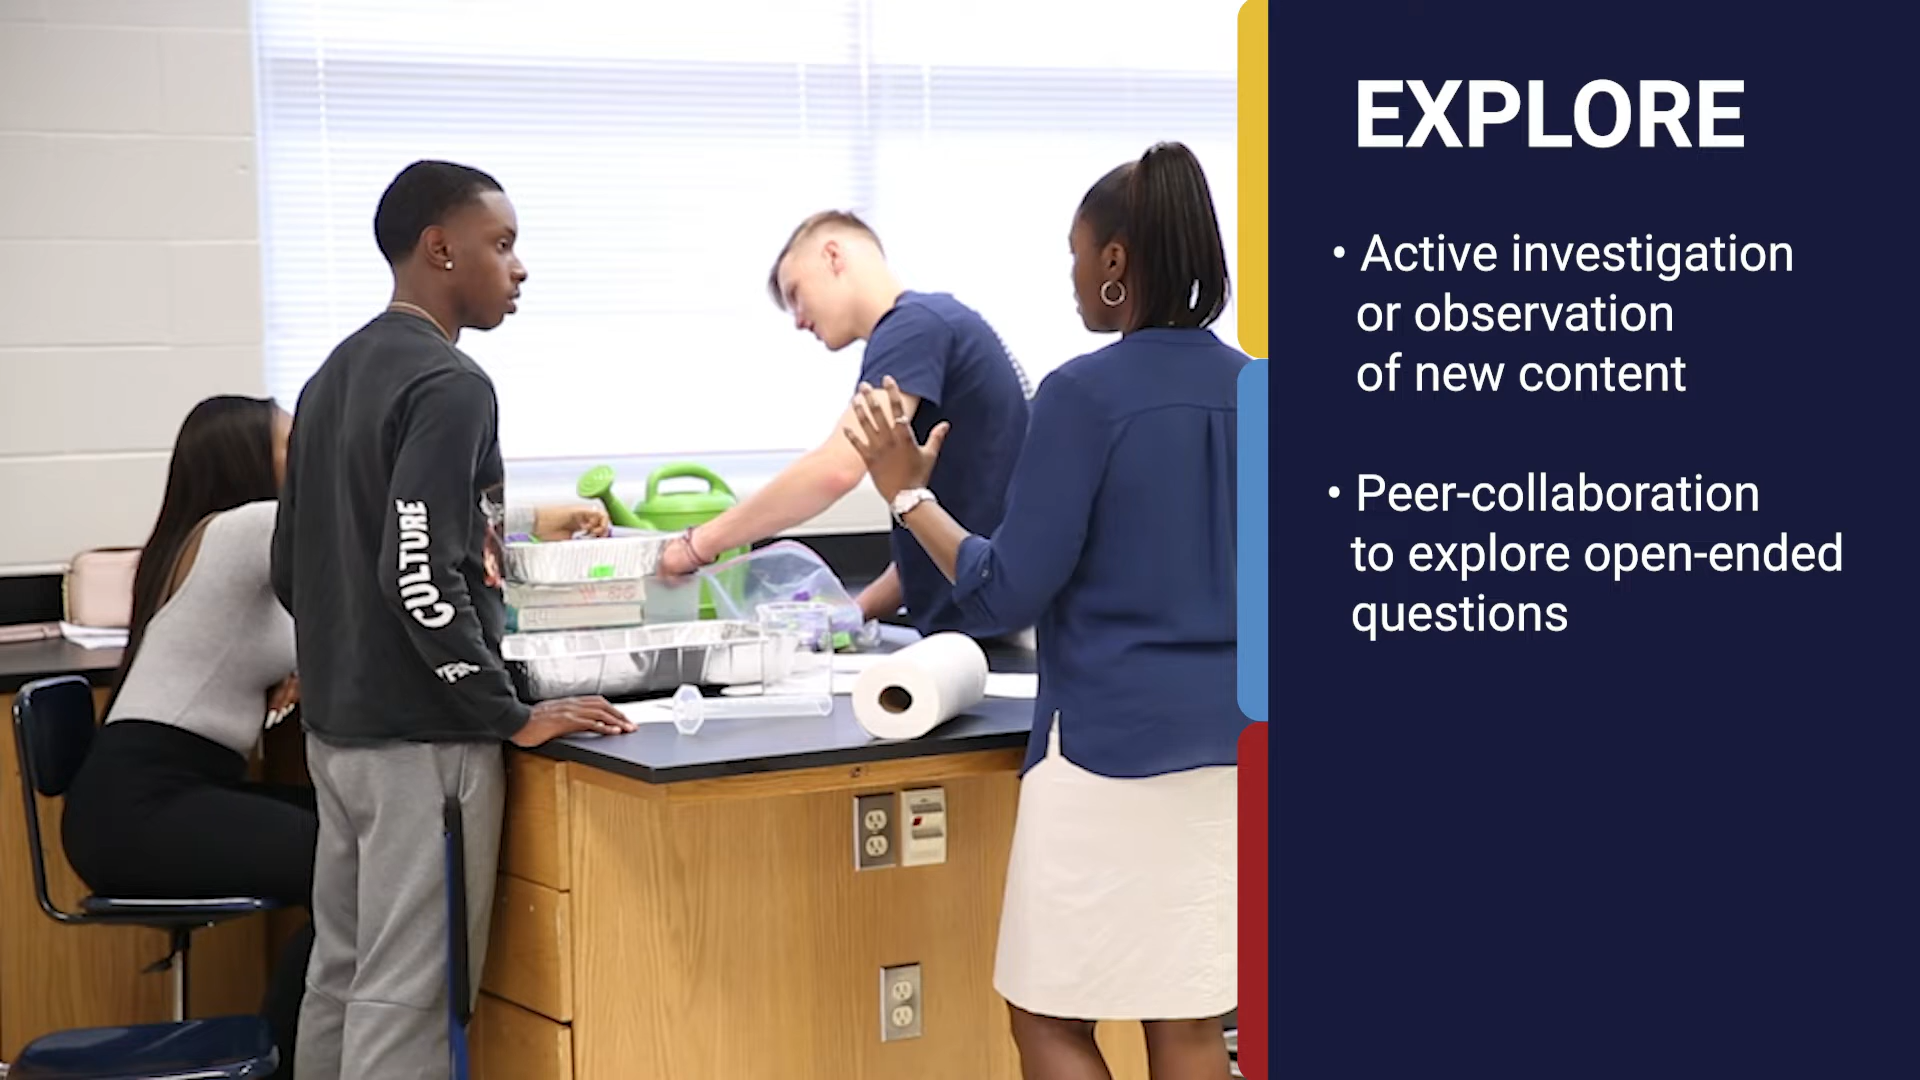 EXPLORE
• Active investigation
or observation
of new content
• Peer-collaboration
to explore open-ended
questions
CULTURE